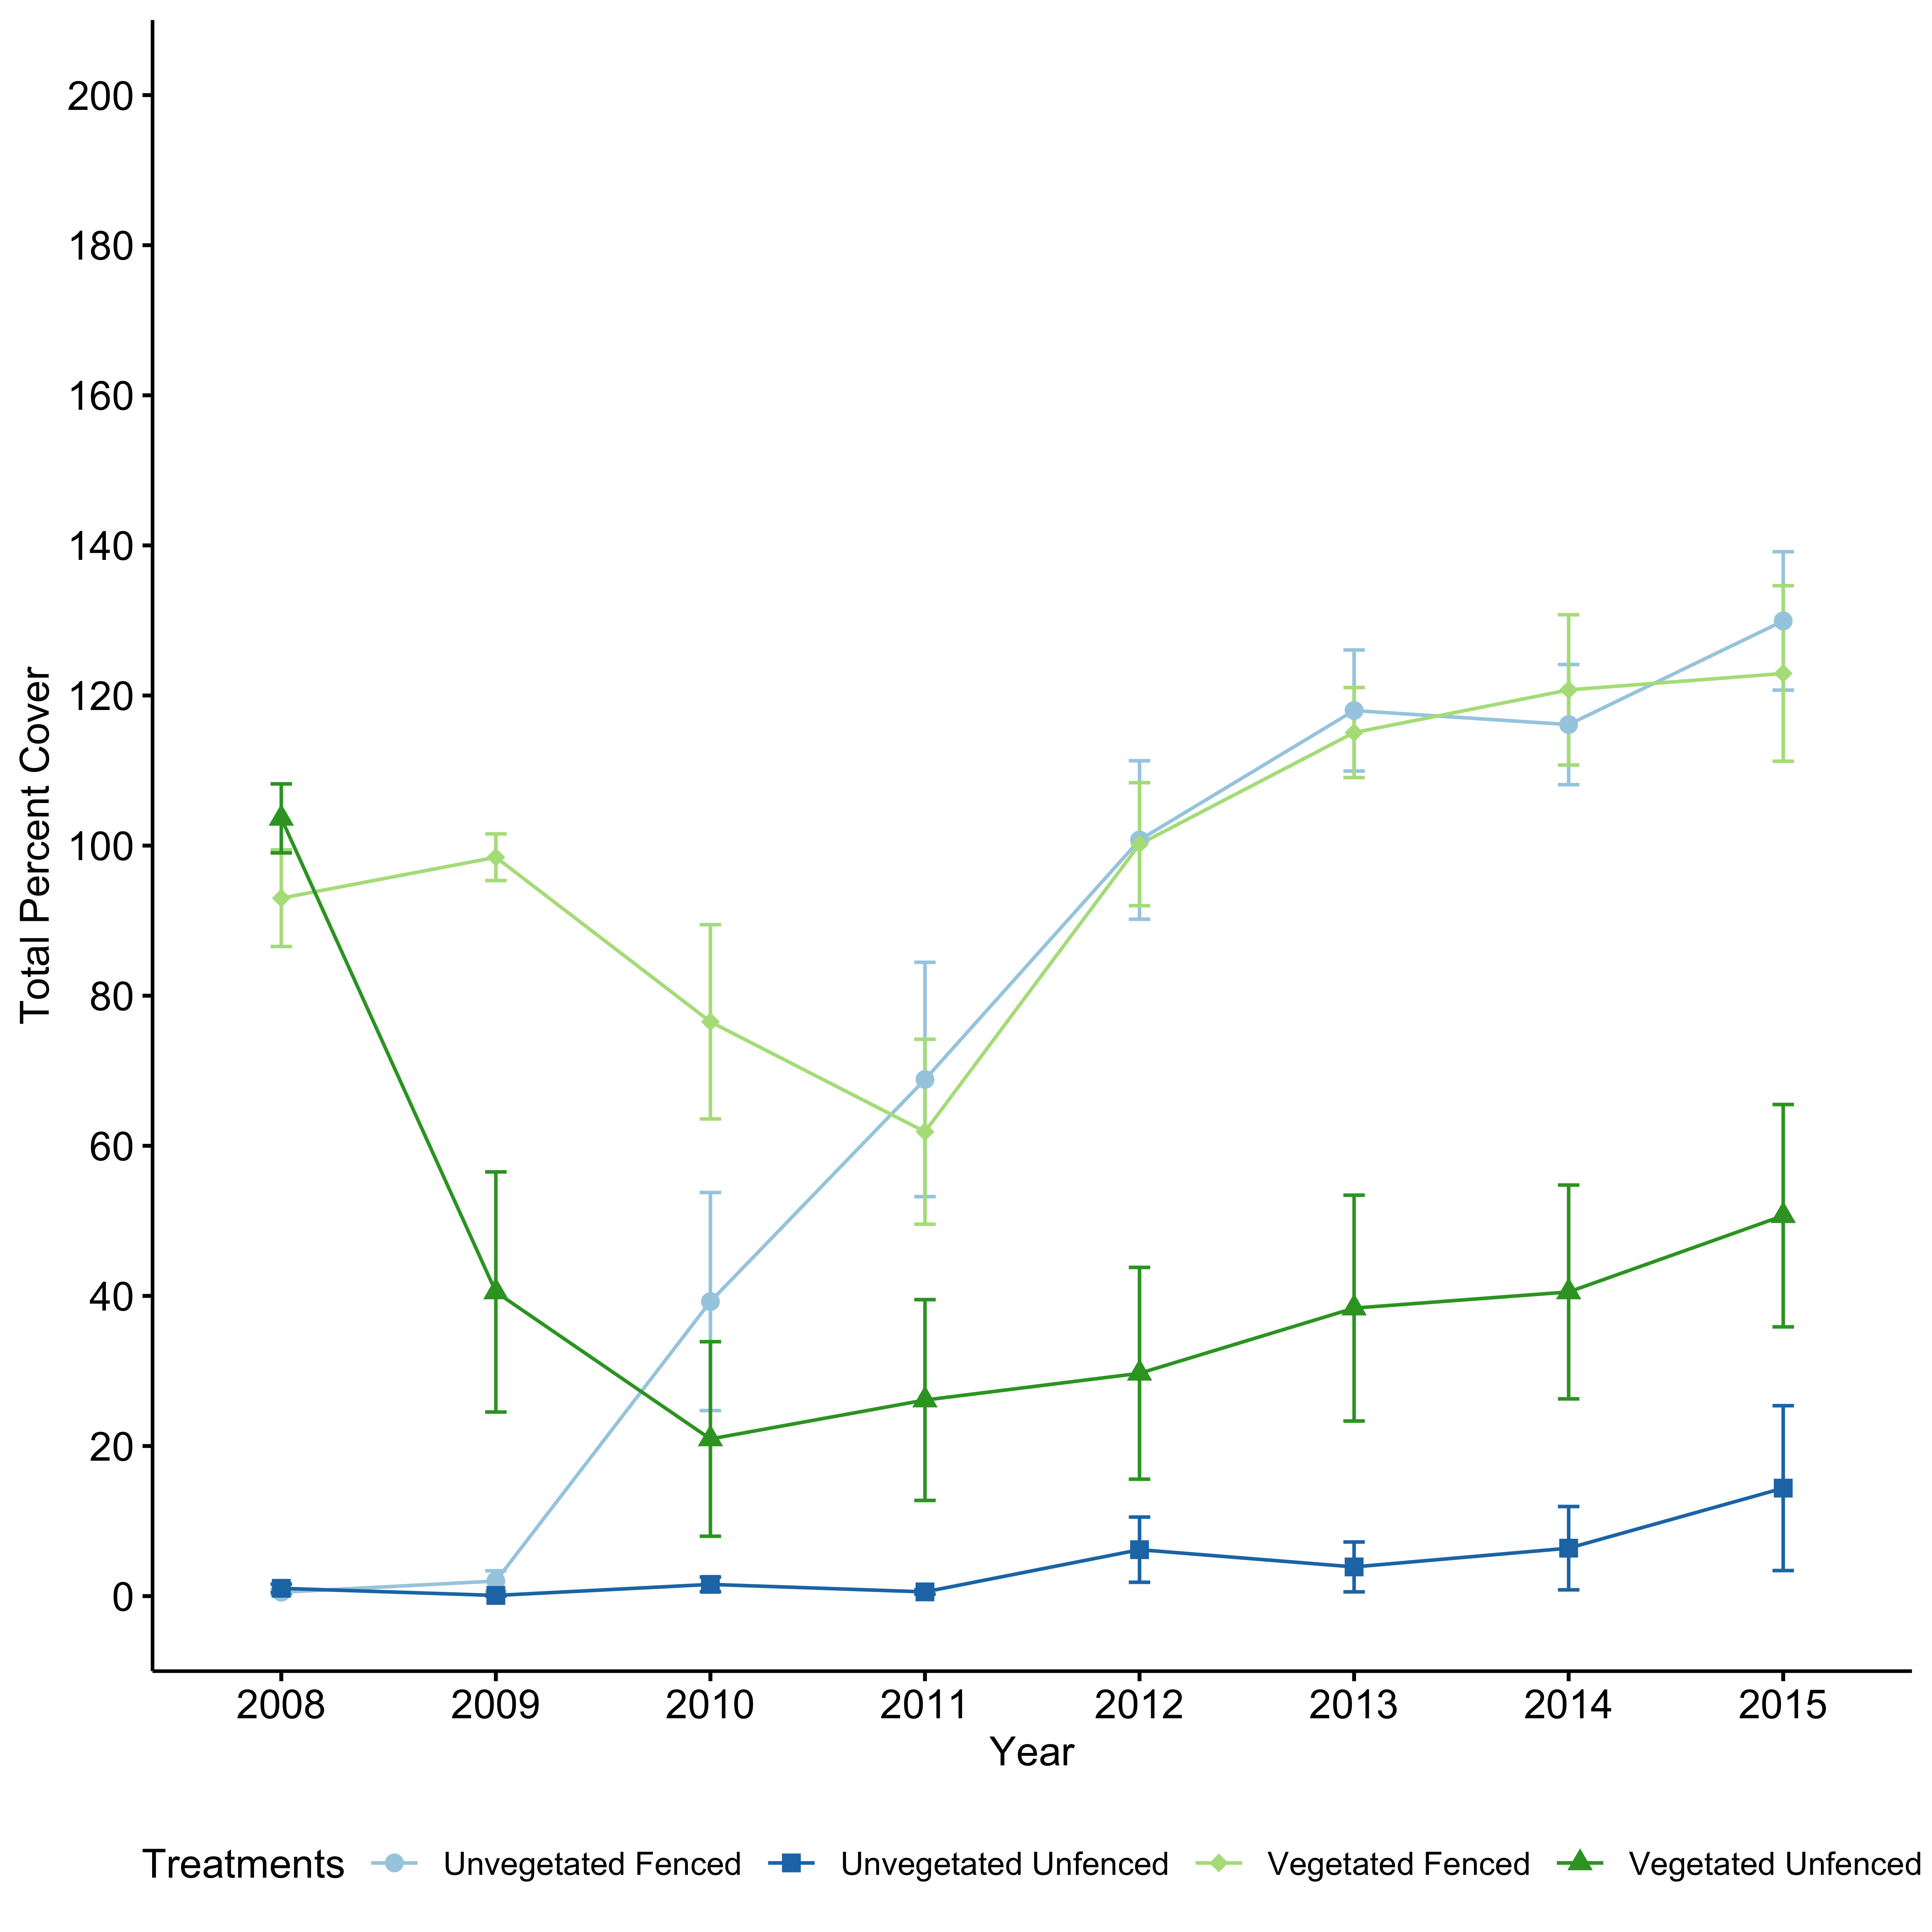 200
180
160
140
120
100
80
60
40
20
0
Total Percent Cover
2008 2009 2010 2011 2012 2013 2014 2015
Year
Treatments Unvegetated Fenced Unvegetated Unfenced Vegetated Fenced Vegetated Unfenced